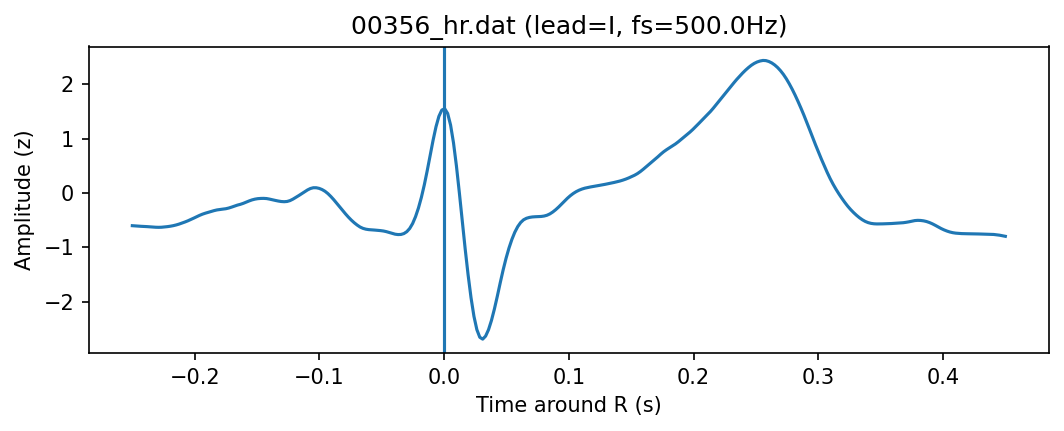 00356_hr.dat (lead=I, fs=500.0Hz)
Amplitude (z)
2
1
0
−1
−2
−0.2 −0.1 0.0 0.1 0.2 0.3 0.4
Time around R (s)